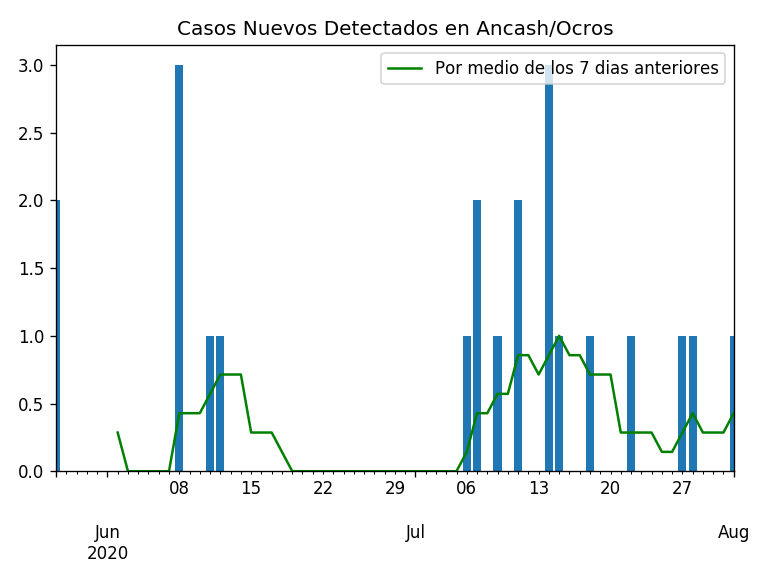 Casos Nuevos Detectados en Ancash/Ocros
Por medio de los 7 dias anteriores
3.0
2.5
2.0
1.5
1.0
0.5
0.0
08 15 22 29 06 13 20 27
Jun Jul Aug
2020